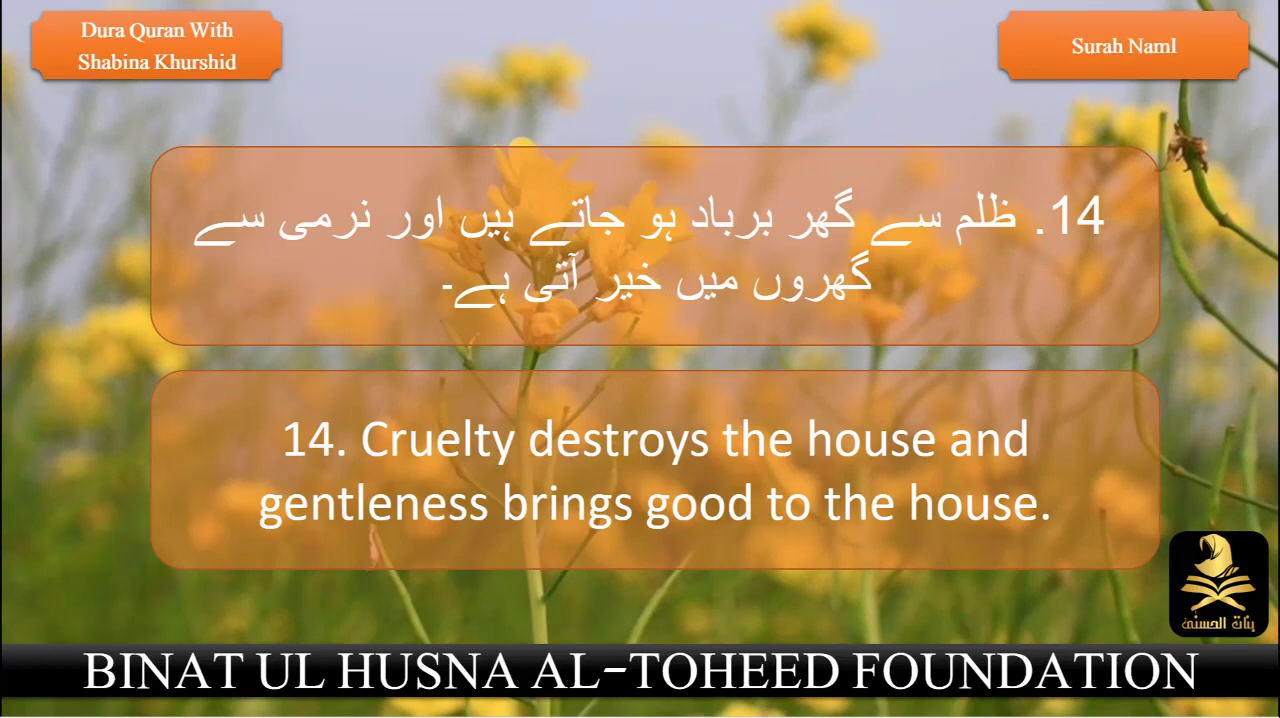 Dura Quran With
Shabina Khurshid
Surah Naml
14. ظلم سے گھر برباد ہو جاتے ہیں اور نرمی سے
گھروں میں خیر آتی ہے۔
14. Cruelty destroys the house and
gentleness brings good to the house.
بنات الحسنى
BINAT UL HUSNA AL-TOHEED FOUNDATION